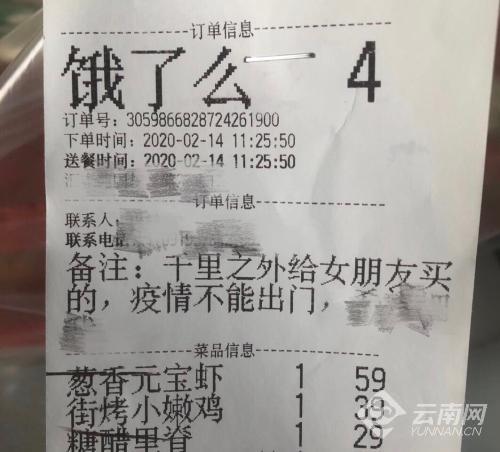 订单信息
饿了么 4
订单号: 3059866828724261900
下单时间: 2020-02-14 11:25:50
送餐时间: 2020-02-14 11:25:50
订单信息
联系人:
联系电话:
备注: 千里之外给女朋友买
的, 疫情不能出门,
菜品信息
葱香元宝虾 1 59
街烤小嫩鸡 1 39
糖醋里脊 1 29
云南网
YUNNAN.CN